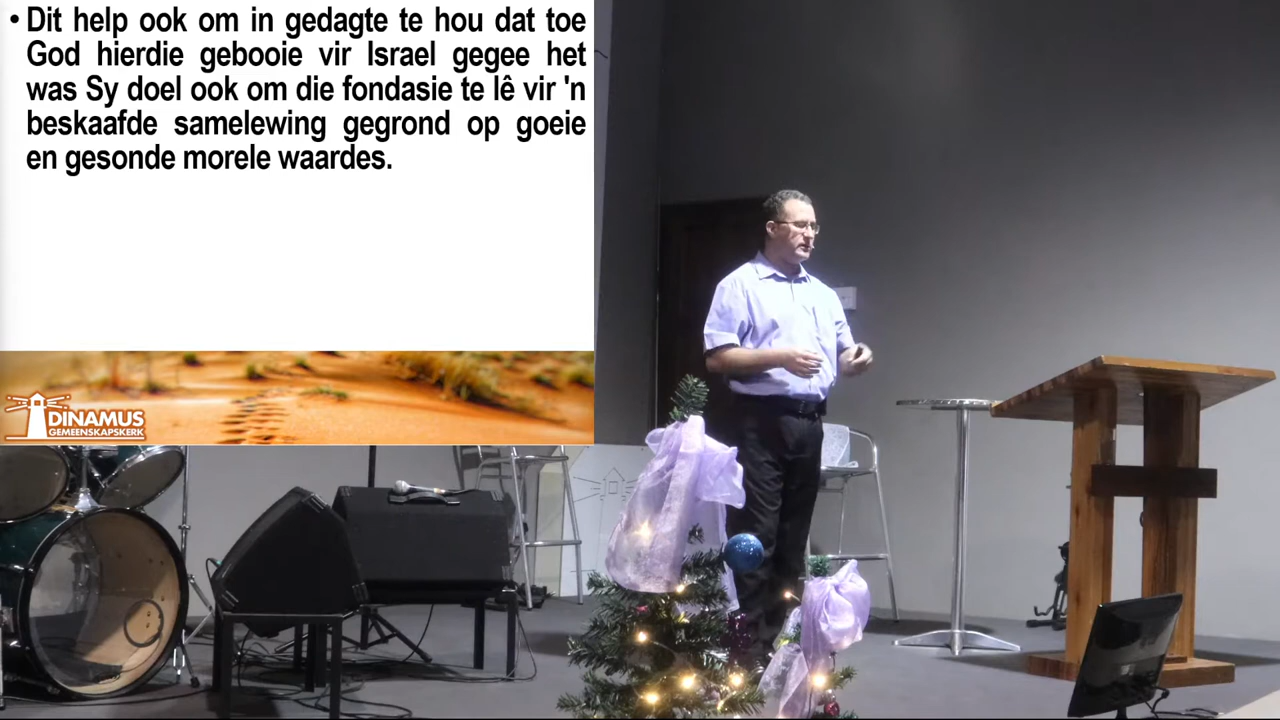 • Dit help ook om in gedagte te hou dat toe
God hierdie gebooie vir Israel gegee het
was Sy doel ook om die fondasie te lê vir 'n
beskaafde samelewing gegrond op goeie
en gesonde morele waardes.
DINAMUS
GEMEENSKAPSKERK